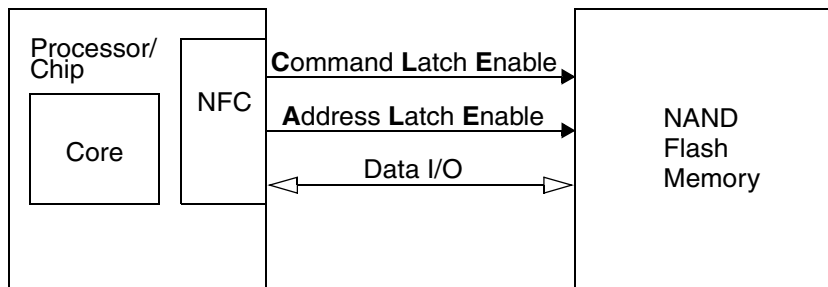 Processor/
Chip
Core
NFC
Command Latch Enable
Address Latch Enable
Data I/O
NAND
Flash
Memory